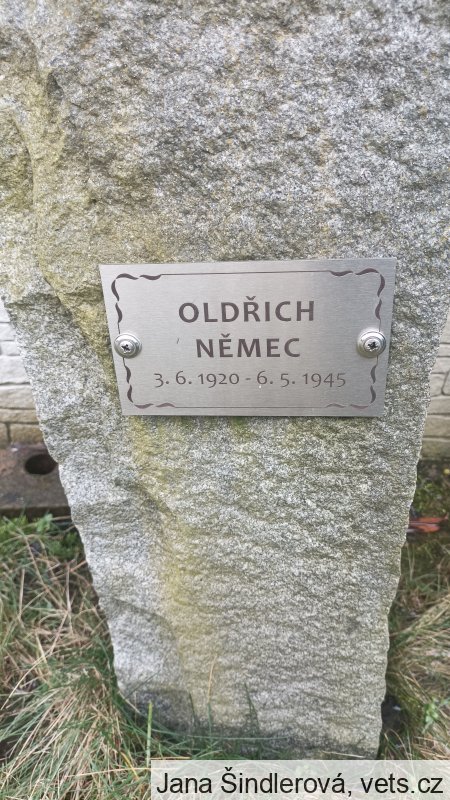 OLDŘICH
NĚMEC
3. 6. 1920 - 6. 5. 1945
Jana Šindlerová, vets.cz